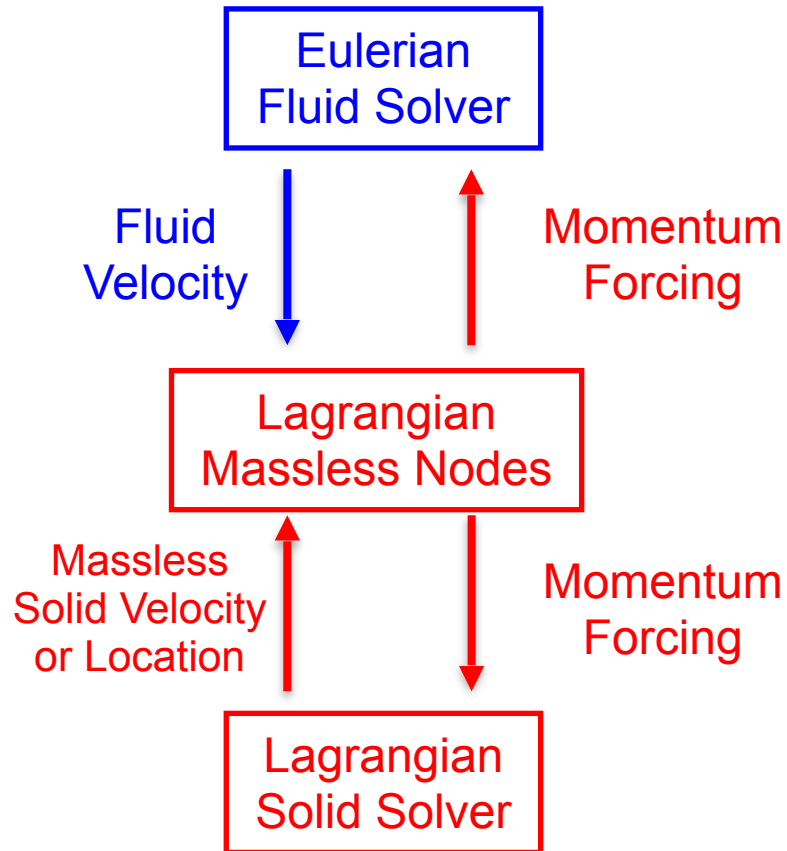 Eulerian
Fluid Solver
Fluid
Velocity
Momentum
Forcing
Lagrangian
Massless Nodes
Massless
Solid Velocity
or Location
Momentum
Forcing
Lagrangian
Solid Solver